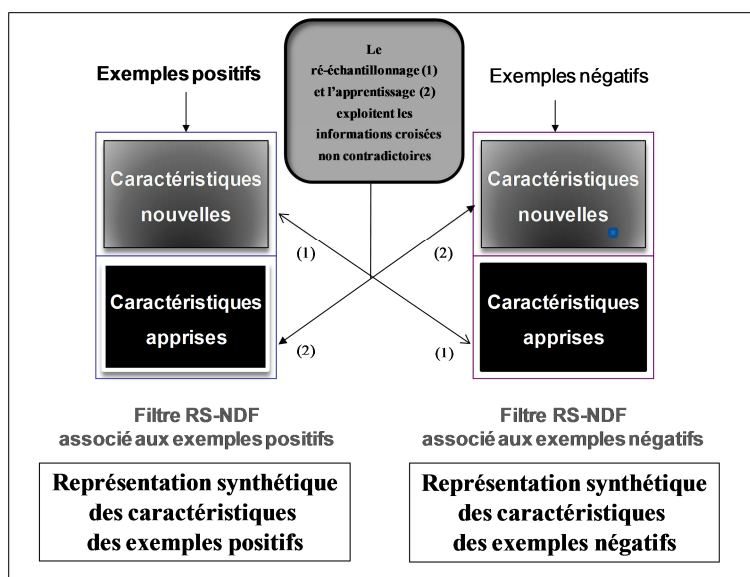 Le
ré-échantillonnage (1)
et l'apprentissage (2)
exploitent les
informations croisées
non contradictoires
Exemples positifs
Exemples négatifs
Caractéristiques
nouvelles
Caractéristiques
nouvelles
(1)
(2)
Caractéristiques
apprises
Caractéristiques
apprises
(2)
(1)
Filtre RS-NDF
associé aux exemples positifs
Filtre RS-NDF
associé aux exemples négatifs
Représentation synthétique
des caractéristiques
des exemples positifs
Représentation synthétique
des caractéristiques
des exemples négatifs